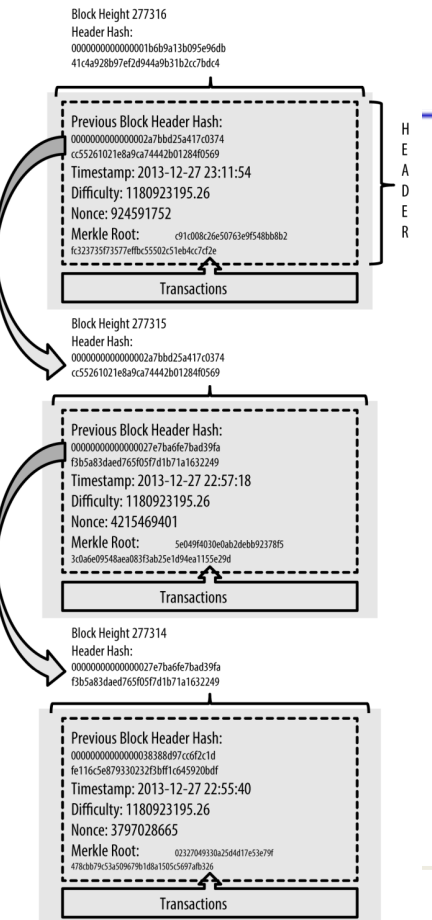 Block Height 277316
Header Hash:
0000000000000001b6b9a13b095e96db
41c4a928b97ef2d944a9b31b2cc7bdc4
Previous Block Header Hash:
0000000000000002a7bbd25a417c0374
cc55261021e8a9ca74442b01284f0569
Timestamp: 2013-12-27 23:11:54
Difficulty: 1180923195.26
Nonce: 924591752
Merkle Root: c91c008c26e50763e9f548bb8b2
fc323735f73577effbc55502c51eb4cc7cf2e
Transactions
HEADER
Block Height 277315
Header Hash:
0000000000000002a7bbd25a417c0374
cc55261021e8a9ca74442b01284f0569
Previous Block Header Hash:
00000000000000027e7ba6fe7bad39fa
f3b5a83daed765f05f7d1b71a1632249
Timestamp: 2013-12-27 22:57:18
Difficulty: 1180923195.26
Nonce: 4215469401
Merkle Root: 5e049f4030e0ab2debb92378f5
3c0a6e09548aea083f3ab25e1d94ea1155e29d
Transactions
Block Height 277314
Header Hash:
00000000000000027e7ba6fe7bad39fa
f3b5a83daed765f05f7d1b71a1632249
Previous Block Header Hash:
00000000000000038388d97cc6f2c1d
fe116c5e879330232f3bff1c645920bdf
Timestamp: 2013-12-27 22:55:40
Difficulty: 1180923195.26
Nonce: 3797028665
Merkle Root: 02327049330a25d4d17e53e79f
478cbb79c53a509679b1d8a1505c5697afb326
Transactions